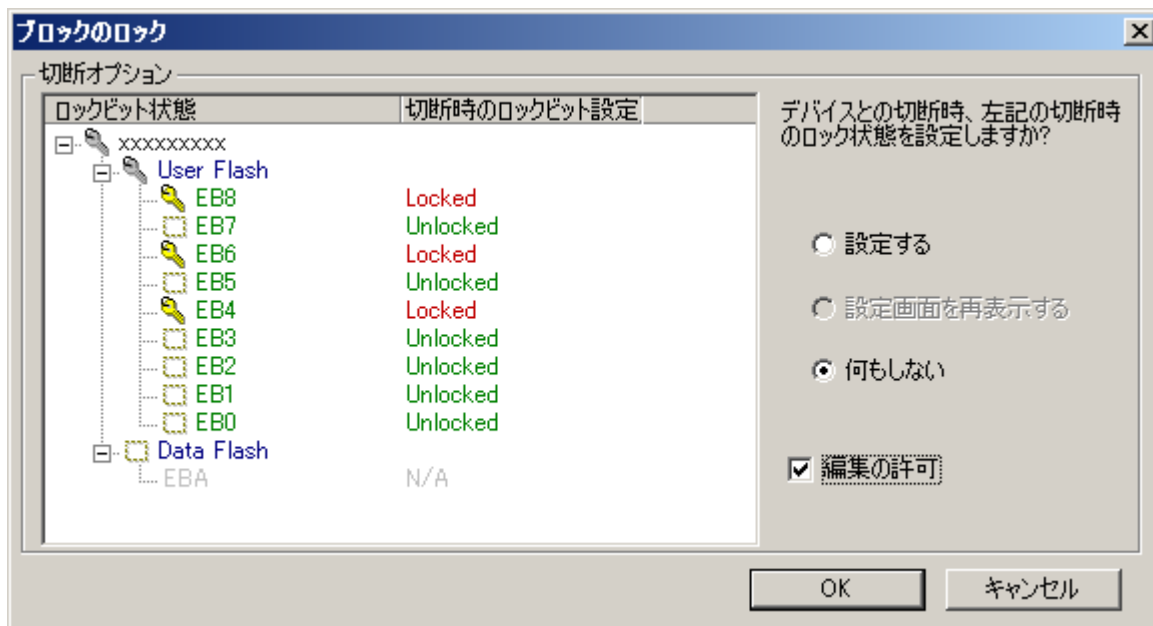 ブロックのロック
切断オプション
ロックビット状態 切断時のロックビット設定
xxxxxxxxx
User Flash
EB8 Locked
EB7 Unlocked
EB6 Locked
EB5 Unlocked
EB4 Locked
EB3 Unlocked
EB2 Unlocked
EB1 Unlocked
EB0 Unlocked
Data Flash
EBA N/A
デバイスとの切断時、左記の切断時
のロック状態を設定しますか?
設定する
設定画面を再表示する
何もしない
編集の許可
OK キャンセル